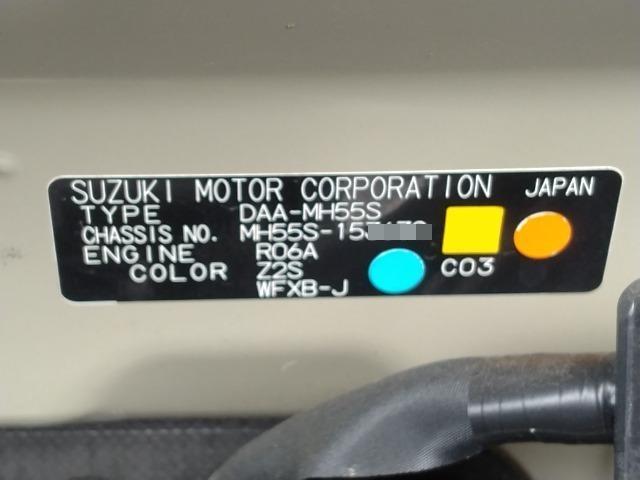 SUZUKI MOTOR CORPORATION JAPAN
TYPE DAA-MH55S
CHASSIS NO. MH55S-15
ENGINE R06A
COLOR Z2S C03
WFXB-J